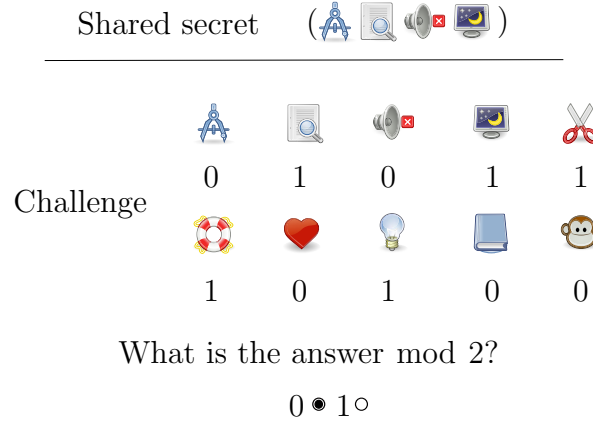 Shared secret ( )
0 1 0 1 1
Challenge
1 0 1 0 0
What is the answer mod 2?
0 1